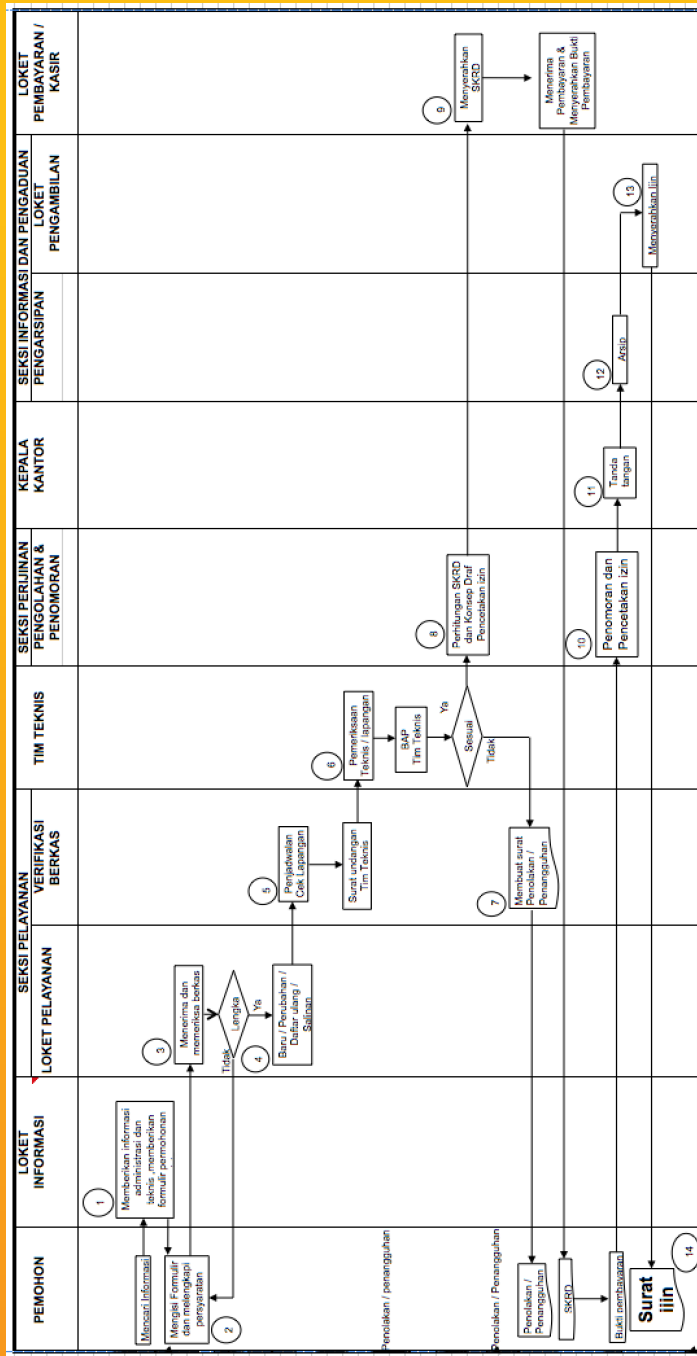 PEMOHON
LOKET
INFORMASI
SEKSI PELAYANAN
LOKET PELAYANAN
VERIFIKASI
BERKAS
TIM TEKNIS
SEKSI PERIJINAN
PENGOLAHAN &
PENOMORAN
KEPALA
KANTOR
SEKSI INFORMASI DAN PENGADUAN
PENGARSIPAN
LOKET
PENGAMBILAN
LOKET
PEMBAYARAN /
KASIR
Mencari Informasi
1
Memberikan informasi
administrasi dan
teknis ,memberikan
formulir permohonan
Mengisi Formulir
dan melengkapi
persyaratan
2
3
Menerima dan
memeriksa berkas
Lengka
Tidak
Ya
4
Baru / Perubahan /
Daftar ulang /
Salinan
5
Penjadwalan
Cek Lapangan
Surat undangan
Tim Teknis
6
Pemeriksaan
Teknis / lapangan
BAP
Tim Teknis
Sesuai
Ya
Tidak
7
Membuat surat
Penolakan /
Penangguhan
Penolakan / penangguhan
Penolakan / Penangguhan
Penolakan /
Penangguhan
8
Perhitungan SKRD
dan Konsep Draf
Pencetakan izin
9
Menyerahkan
SKRD
Menerima
Pembayaran &
Menyerahkan Bukti
Pembayaran
SKRD
Bukti pembayaran
10
Penomoran dan
Pencetakan izin
11
Tanda
tangan
12
Arsip
13
Menyerahkan Iiin
Surat
iiin
14